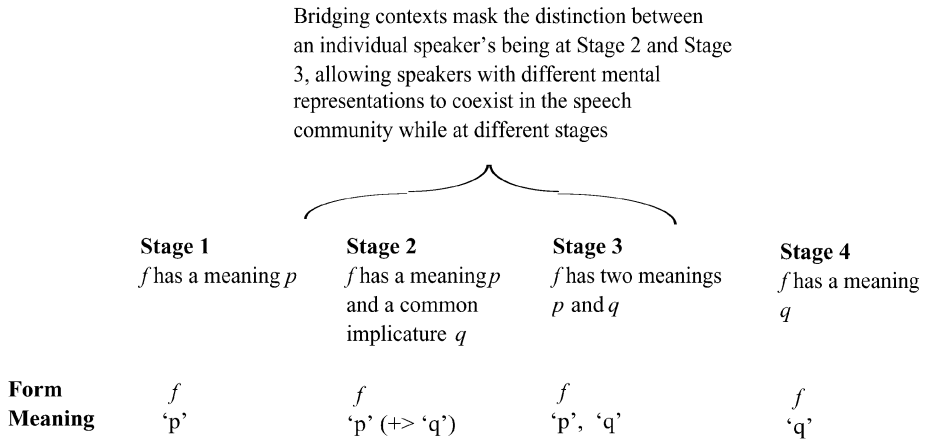 Bridging contexts mask the distinction between
an individual speaker's being at Stage 2 and Stage
3, allowing speakers with different mental
representations to coexist in the speech
community while at different stages
Stage 1
f has a meaning p
Stage 2
f has a meaning p
and a common
implicature q
Stage 3
f has two meanings
p and q
Stage 4
f has a meaning
q
Form f f f f
Meaning ‘p’ ‘p’ (+> ‘q’) ‘p’, ‘q’ ‘q’